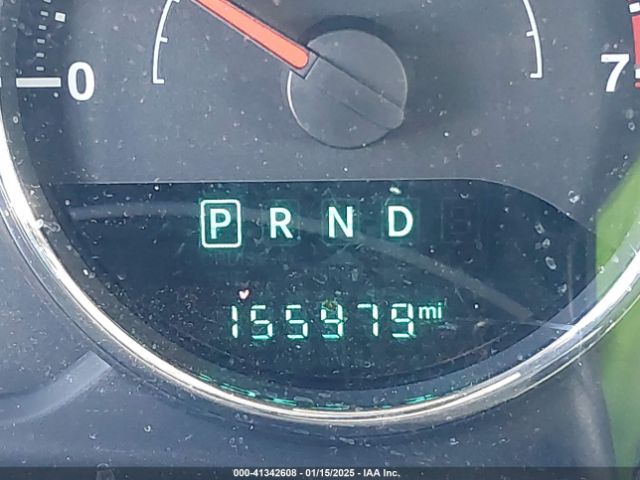 0 7
P R N D
155979 mi
000-41342608 - 01/15/2025 - IAA Inc.